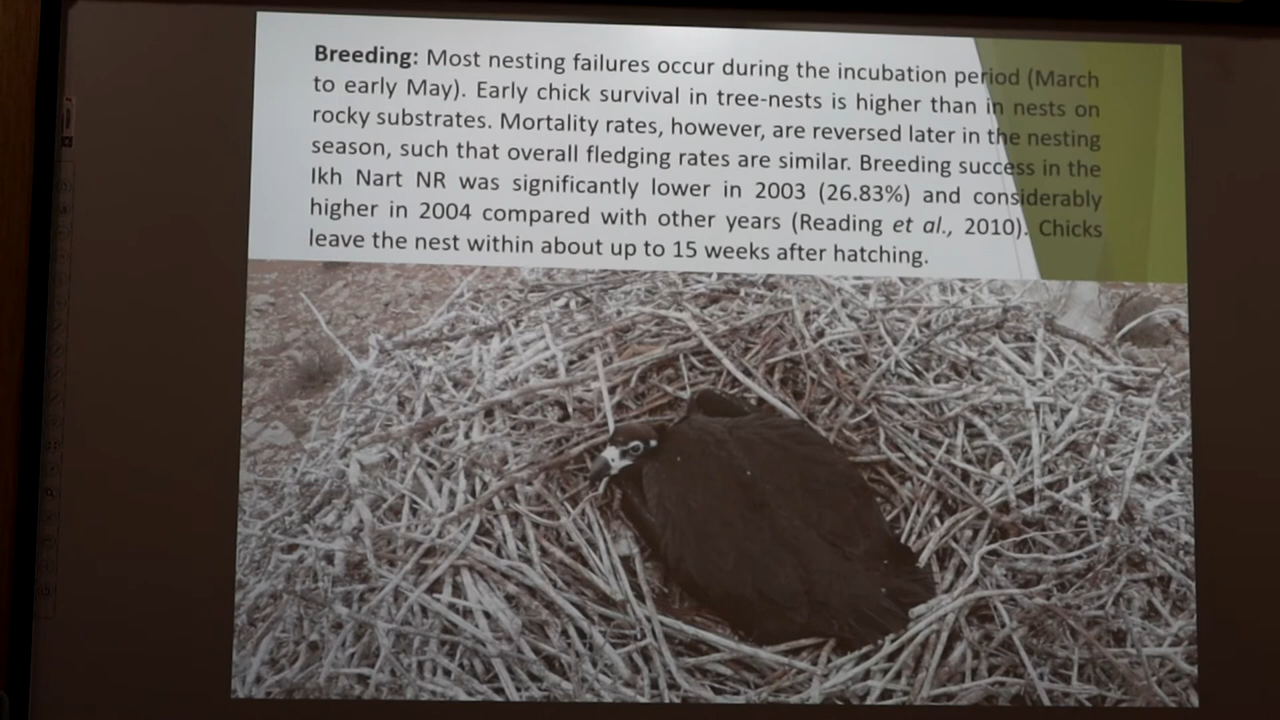 Breeding: Most nesting failures occur during the incubation period (March
to early May). Early chick survival in tree-nests is higher than in nests on
rocky substrates. Mortality rates, however, are reversed later in the nesting
season, such that overall fledging rates are similar. Breeding success in the
Ikh Nart NR was significantly lower in 2003 (26.83%) and considerably
higher in 2004 compared with other years (Reading et al., 2010). Chicks
leave the nest within about up to 15 weeks after hatching.